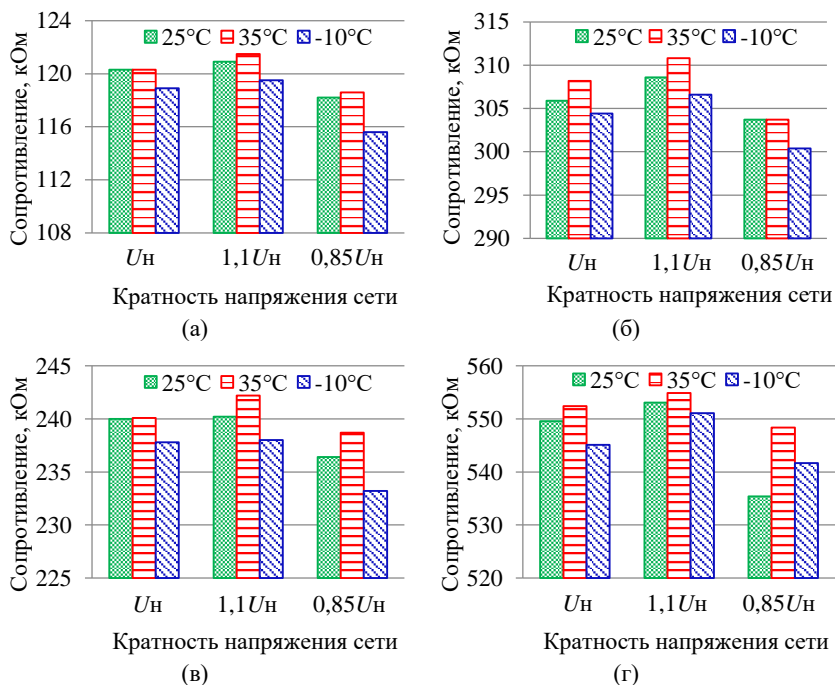 124
120
116
112
108
Сопротивление, кОм
25°C 35°C -10°C
Uн 1,1Uн 0,85Uн
Кратность напряжения сети
(а)
315
310
305
300
295
290
Сопротивление, кОм
25°C 35°C -10°C
Uн 1,1Uн 0,85Uн
Кратность напряжения сети
(б)
245
240
235
230
225
Сопротивление, кОм
25°C 35°C -10°C
Uн 1,1Uн 0,85Uн
Кратность напряжения сети
(в)
560
550
540
530
520
Сопротивление, кОм
25°C 35°C -10°C
Uн 1,1Uн 0,85Uн
Кратность напряжения сети
(г)